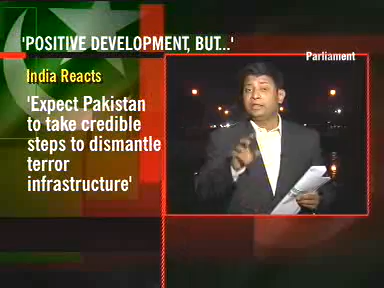 'POSITIVE DEVELOPMENT, BUT...'
Parliament
India Reacts
'Expect Pakistan
to take credible
steps to dismantle
terror
infrastructure'